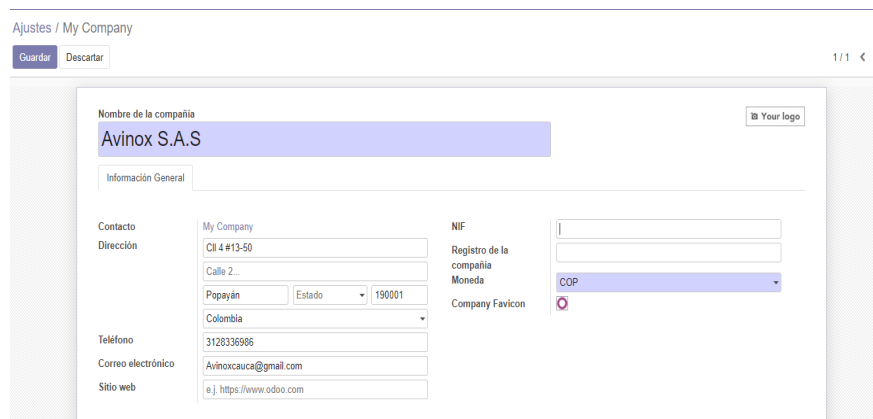 Ajustes / My Company
Guardar Descartar 1 / 1
Nombre de la compañía
Your logo
Avinox S.A.S
Información General
Contacto My Company
Dirección Cll 4 #13-50
Calle 2...
Popayán Estado 190001
Colombia
Teléfono 3128336986
Correo electrónico Avinoxcauca@gmail.com
Sitio web e.j. https://www.odoo.com
NIF
Registro de la
compañía
Moneda COP
Company Favicon